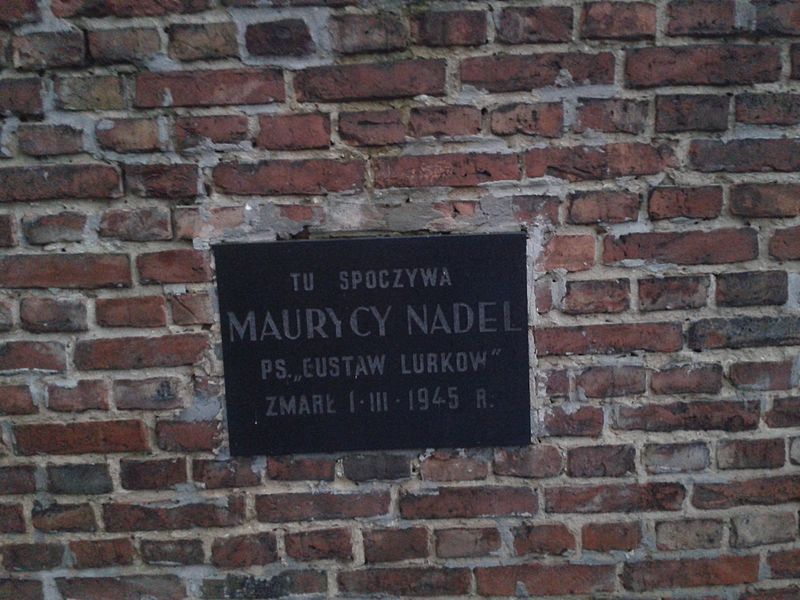 TU SPOCZYWA
MAURYCY NADEL
PS. „EUSTAW LURKOW”
ZMARŁ 1·III·1945 R.